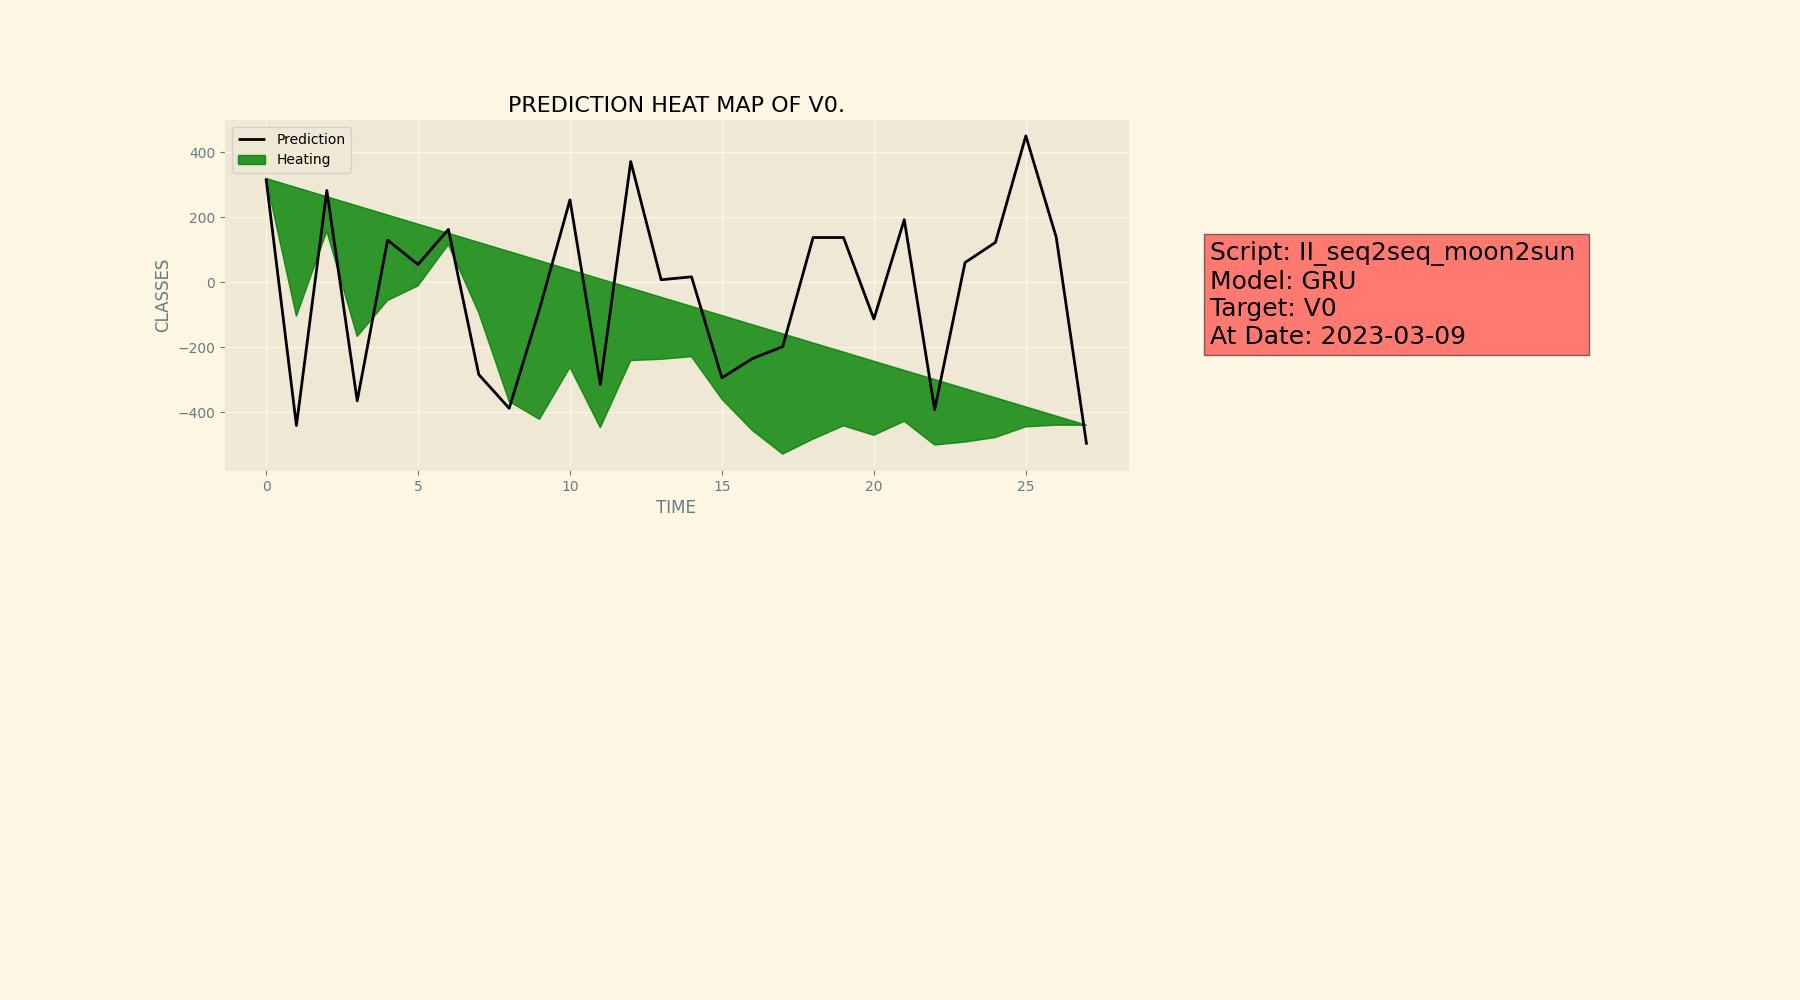 PREDICTION HEAT MAP OF V0.
Prediction
Heating
400
200
0
−200
−400
CLASSES
0 5 10 15 20 25
TIME
Script: II_seq2seq_moon2sun
Model: GRU
Target: V0
At Date: 2023-03-09